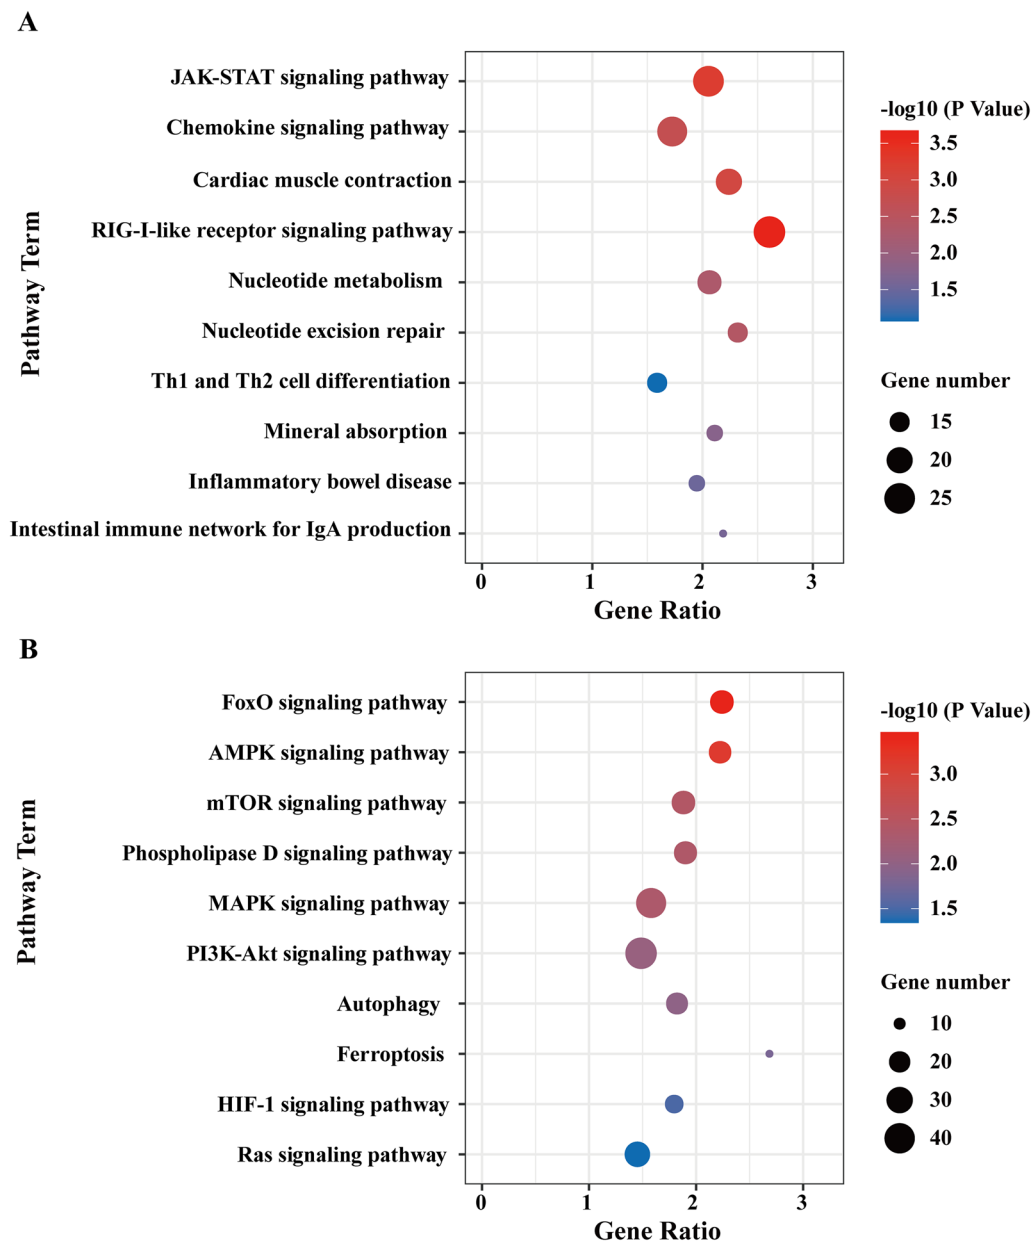 A
JAK-STAT signaling pathway
Chemokine signaling pathway
Cardiac muscle contraction
RIG-I-like receptor signaling pathway
Nucleotide metabolism
Nucleotide excision repair
Th1 and Th2 cell differentiation
Mineral absorption
Inflammatory bowel disease
Intestinal immune network for IgA production
Pathway Term
0 1 2 3
Gene Ratio
-log10 (P Value)
3.5
3.0
2.5
2.0
1.5
Gene number
15
20
25
B
FoxO signaling pathway
AMPK signaling pathway
mTOR signaling pathway
Phospholipase D signaling pathway
MAPK signaling pathway
PI3K-Akt signaling pathway
Autophagy
Ferroptosis
HIF-1 signaling pathway
Ras signaling pathway
Pathway Term
0 1 2 3
Gene Ratio
-log10 (P Value)
3.0
2.5
2.0
1.5
Gene number
10
20
30
40